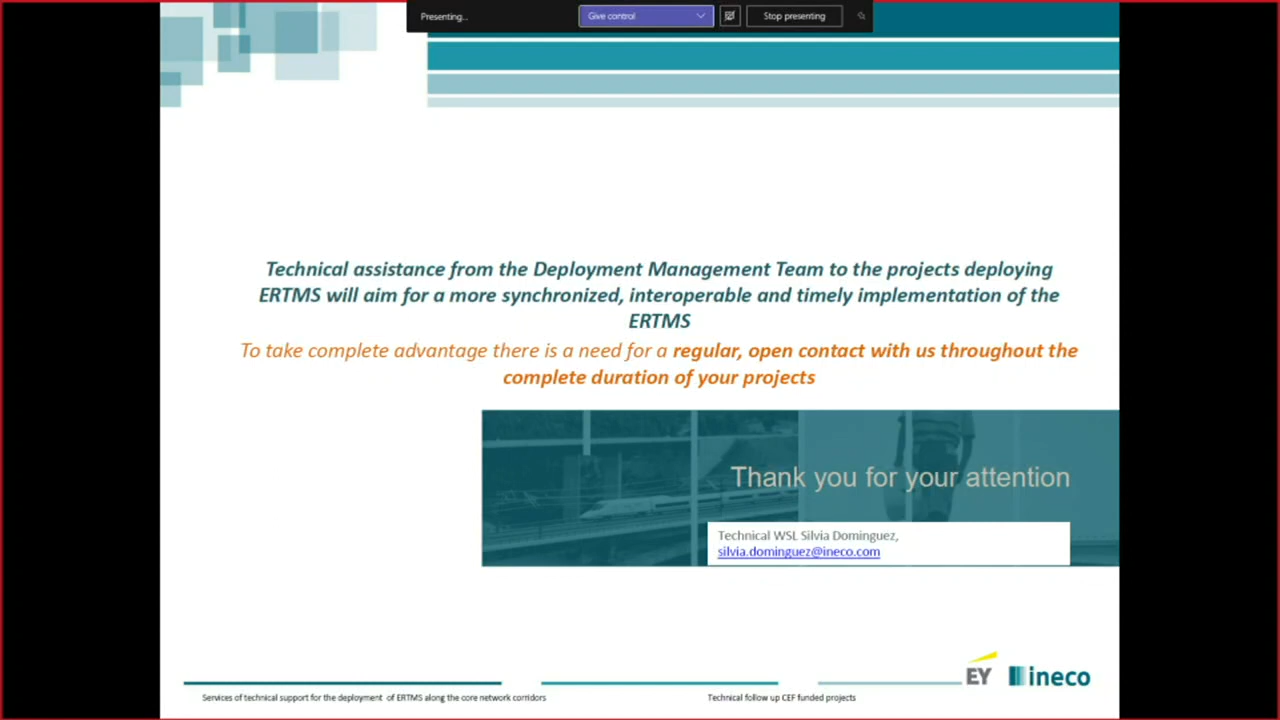 Presenting...
Give control
Stop presenting
Technical assistance from the Deployment Management Team to the projects deploying
ERTMS will aim for a more synchronized, interoperable and timely implementation of the
ERTMS
To take complete advantage there is a need for a regular, open contact with us throughout the
complete duration of your projects
Thank you for your attention
Technical WSL Silvia Dominguez,
silvia.dominguez@ineco.com
EY
ineco
Services of technical support for the deployment of ERTMS along the core network corridors
Technical follow up CEF funded projects